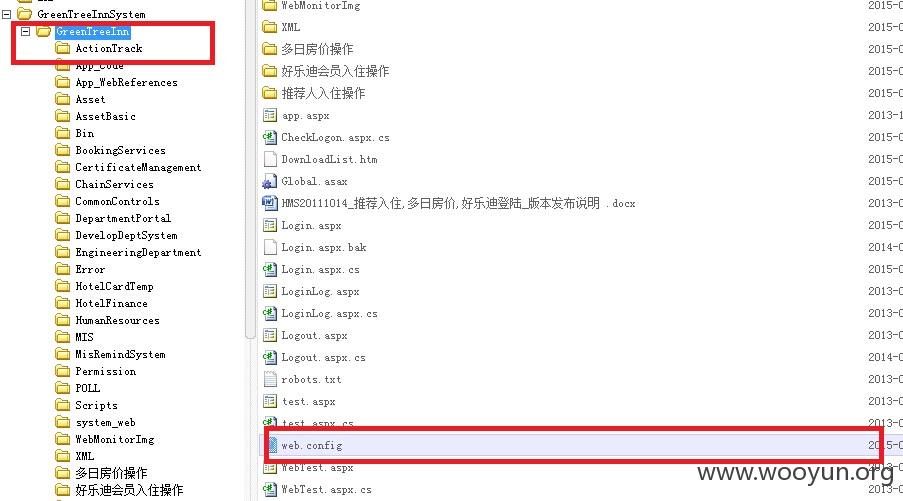 GreenTreeInnSystem
GreenTreeInn
ActionTrack
App_Code
App_WebReferences
Asset
AssetBasic
Bin
BookingServices
CertificateManagement
ChainServices
CommonControls
DepartmentPortal
DevelopDeptSystem
EngineeringDepartment
Error
HotelCardTemp
HotelFinance
HumanResources
MIS
MisRemindSystem
Permission
POLL
Scripts
system_web
WebMonitorImg
XML
多日房价操作
好乐迪会员入住操作
WebMonitorImg 2015-0
XML 2015-0
多日房价操作 2015-0
好乐迪会员入住操作 2015-0
推荐人入住操作 2015-0
app.aspx 2013-1
CheckLogon.aspx.cs 2015-0
DownloadList.htm 2013-0
Global.asax 2015-0
HMS20111014_推荐入住,多日房价,好乐迪登陆_版本发布说明 .docx 2013-0
Login.aspx 2015-0
Login.aspx.bak 2014-0
Login.aspx.cs 2015-0
LoginLog.aspx 2013-0
LoginLog.aspx.cs 2013-0
Logout.aspx 2013-0
Logout.aspx.cs 2014-0
robots.txt 2013-0
test.aspx 2013-0
test.aspx.cs 2013-0
web.config 2015-0
WebTest.aspx
WebTest.aspx.cs 2013-0
www.wooyun.org